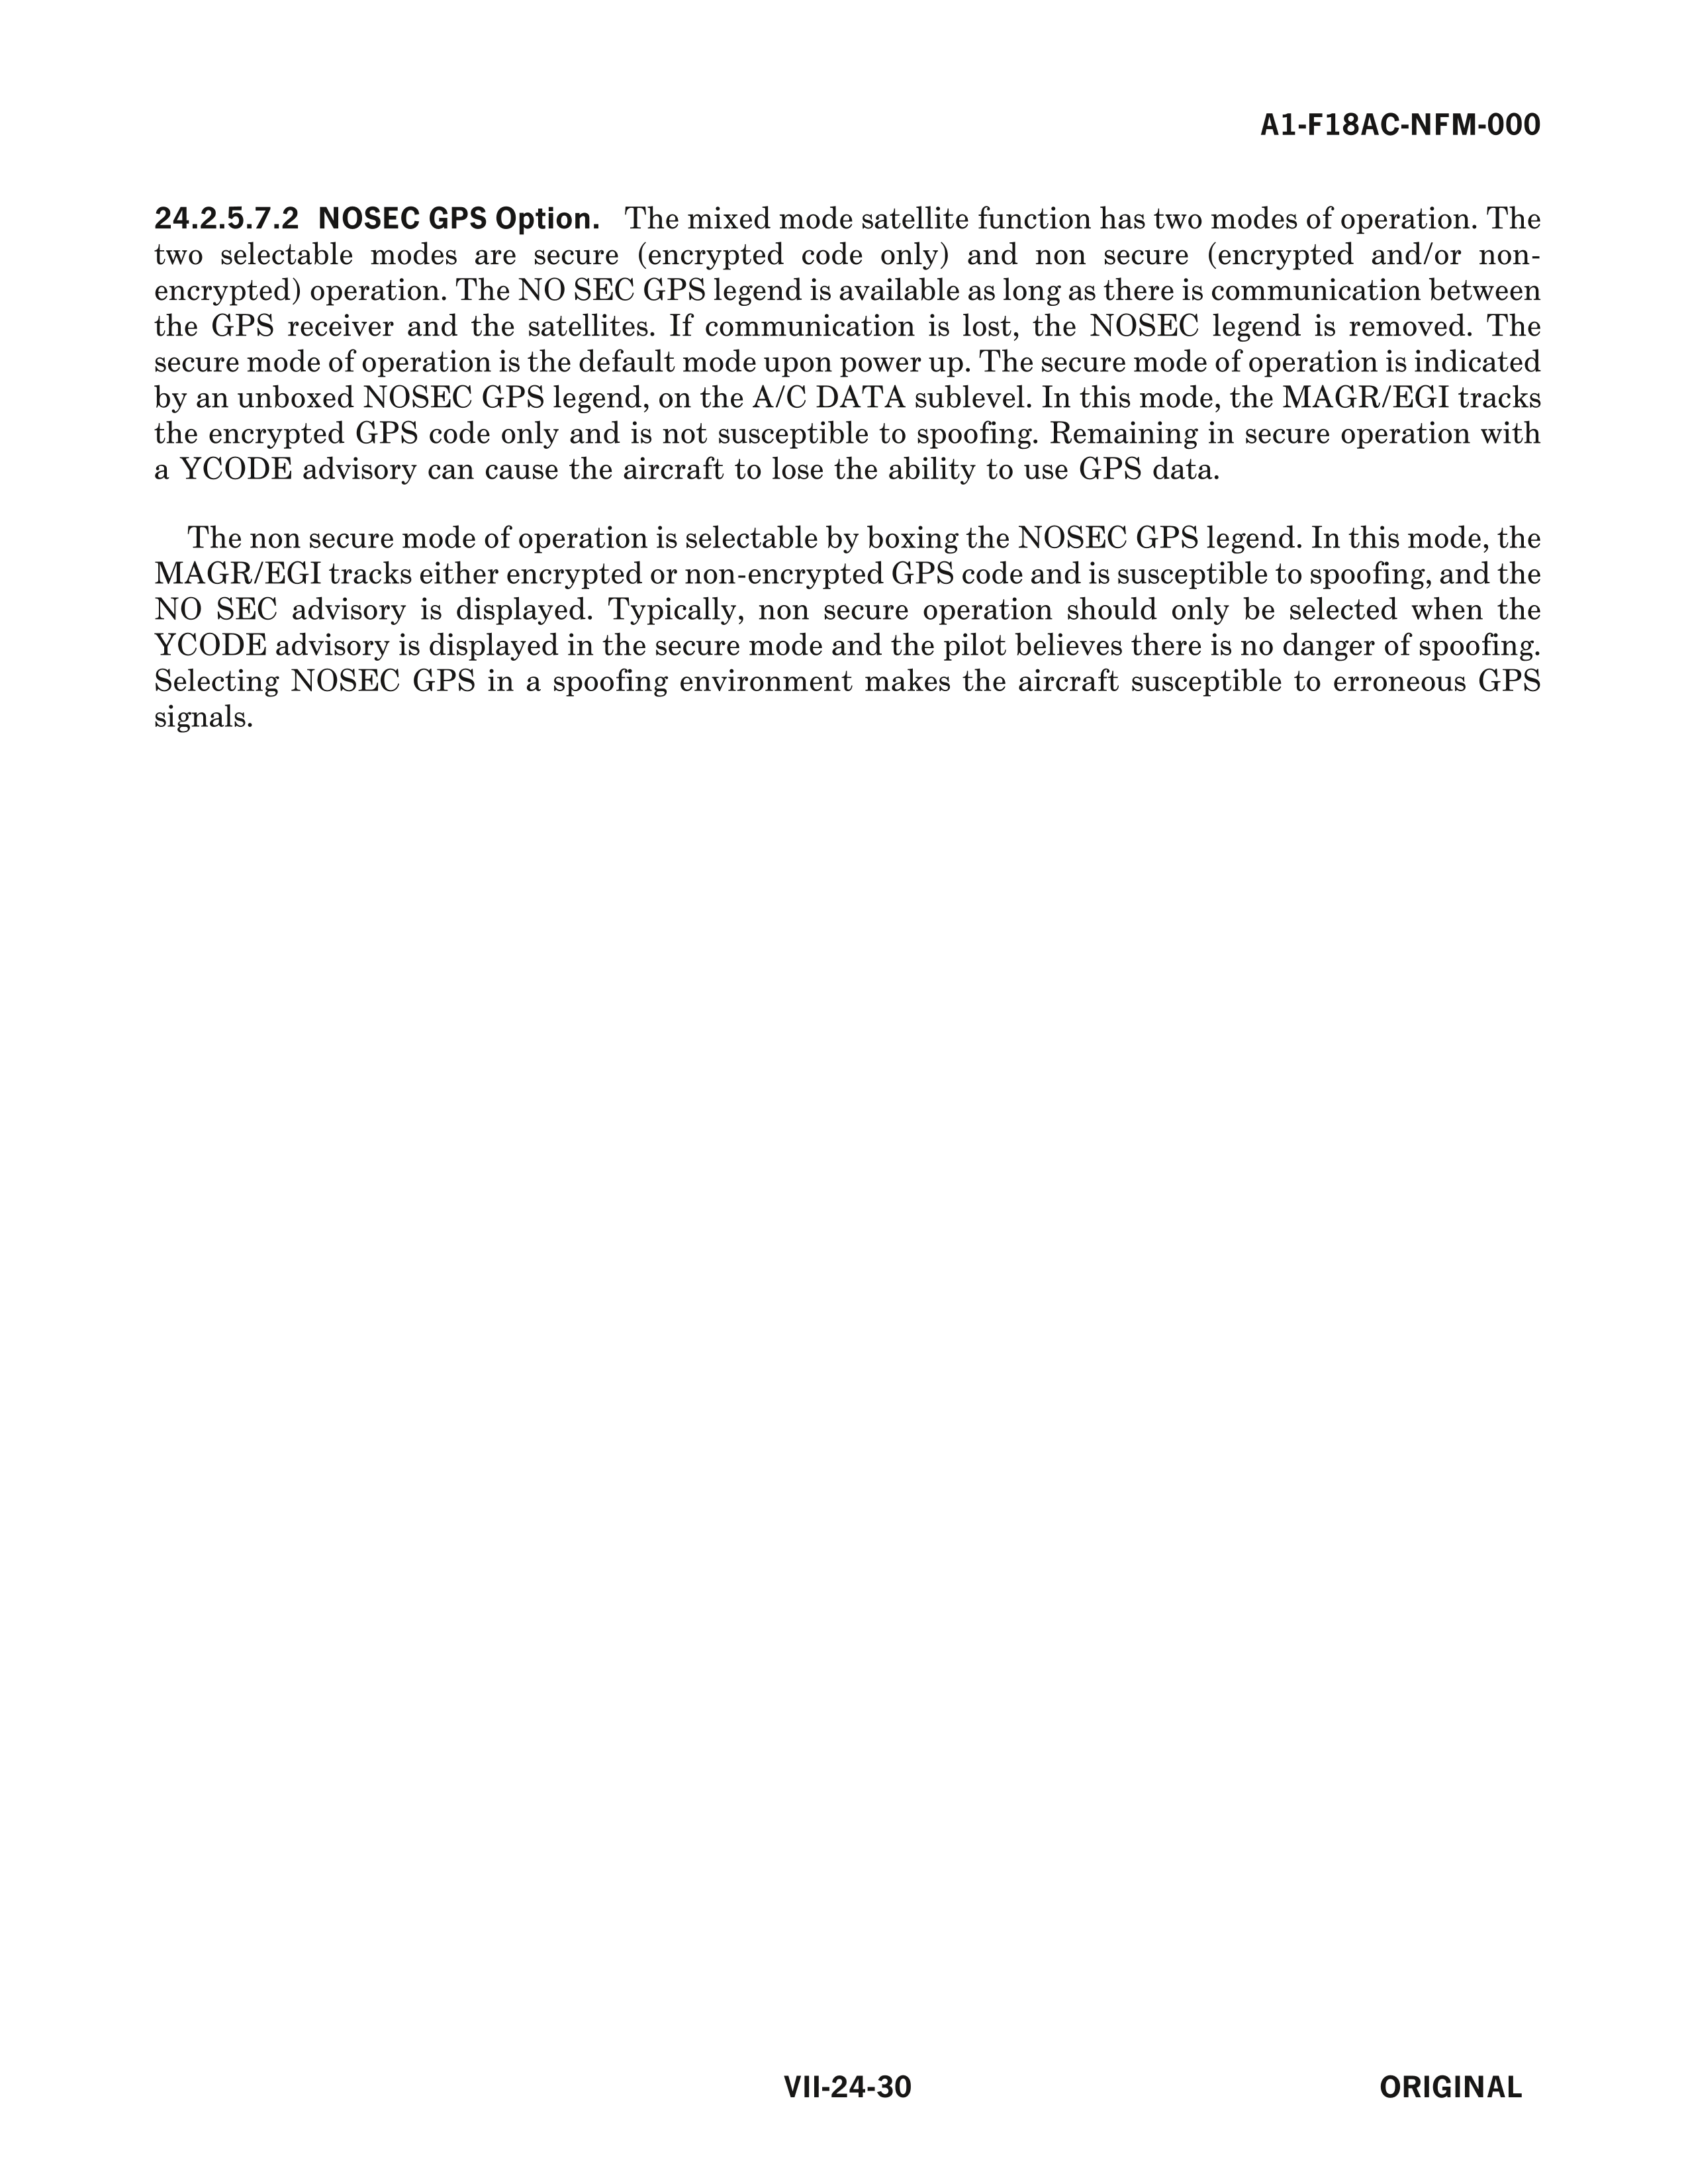 A1-F18AC-NFM-000
24.2.5.7.2 NOSEC GPS Option. The mixed mode satellite function has two modes of operation. The
two selectable modes are secure (encrypted code only) and non secure (encrypted and/or non-
encrypted) operation. The NO SEC GPS legend is available as long as there is communication between
the GPS receiver and the satellites. If communication is lost, the NOSEC legend is removed. The
secure mode of operation is the default mode upon power up. The secure mode of operation is indicated
by an unboxed NOSEC GPS legend, on the A/C DATA sublevel. In this mode, the MAGR/EGI tracks
the encrypted GPS code only and is not susceptible to spoofing. Remaining in secure operation with
a YCODE advisory can cause the aircraft to lose the ability to use GPS data.
The non secure mode of operation is selectable by boxing the NOSEC GPS legend. In this mode, the
MAGR/EGI tracks either encrypted or non-encrypted GPS code and is susceptible to spoofing, and the
NO SEC advisory is displayed. Typically, non secure operation should only be selected when the
YCODE advisory is displayed in the secure mode and the pilot believes there is no danger of spoofing.
Selecting NOSEC GPS in a spoofing environment makes the aircraft susceptible to erroneous GPS
signals.
VII-24-30
ORIGINAL